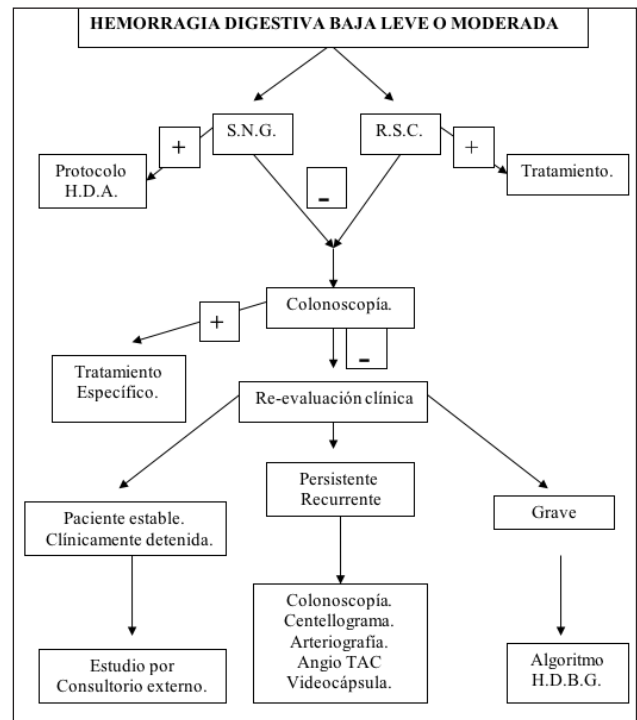 HEMORRAGIA DIGESTIVA BAJA LEVE O MODERADA
S.N.G.
R.S.C.
+
+
Protocolo
H.D.A.
-
Tratamiento.
Colonoscopía.
+
-
Tratamiento
Específico.
Re-evaluación clínica
Persistente
Recurrente
Paciente estable.
Clínicamente detenida.
Grave
Colonoscopía.
Centellograma.
Arteriografía.
Angio TAC
Videocápsula.
Estudio por
Consultorio externo.
Algoritmo
H.D.B.G.